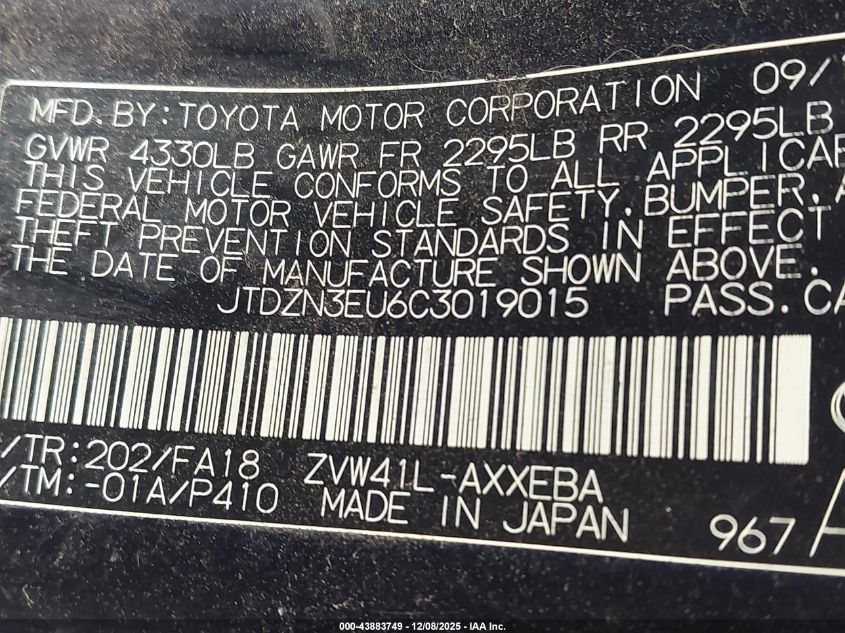 MFD. BY: TOYOTA MOTOR CORPORATION 09/
GVWR 4330LB GAWR FR 2295LB RR 2295LB
THIS VEHICLE CONFORMS TO ALL APPLICAB
FEDERAL MOTOR VEHICLE SAFETY, BUMPER, A
THEFT PREVENTION STANDARDS IN EFFECT
THE DATE OF MANUFACTURE SHOWN ABOVE.
JTDZN3EU6C3019015 PASS. CA
/TR: 202/FA18 ZVW41L-AXXEBA
/TM: -01A/P410 MADE IN JAPAN 967
000-43883749 - 12/08/2025 - IAA Inc.